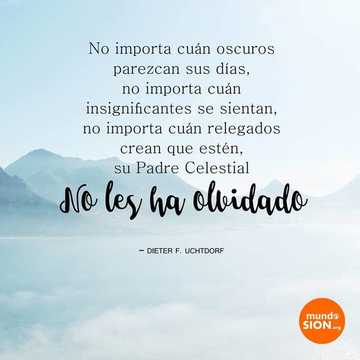 No importa cuán oscuros
parezcan sus días,
no importa cuán
insignificantes se sientan,
no importa cuán relegados
crean que estén,
su Padre Celestial
No les ha olvidado
– DIETER F. UCHTDORF
mundo
SION.org